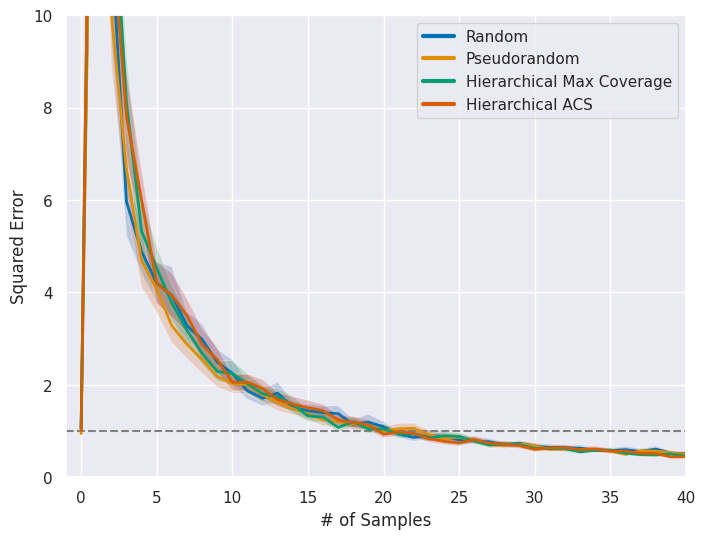 Random
Pseudorandom
Hierarchical Max Coverage
Hierarchical ACS
Squared Error
10
8
6
4
2
0
0 5 10 15 20 25 30 35 40
# of Samples